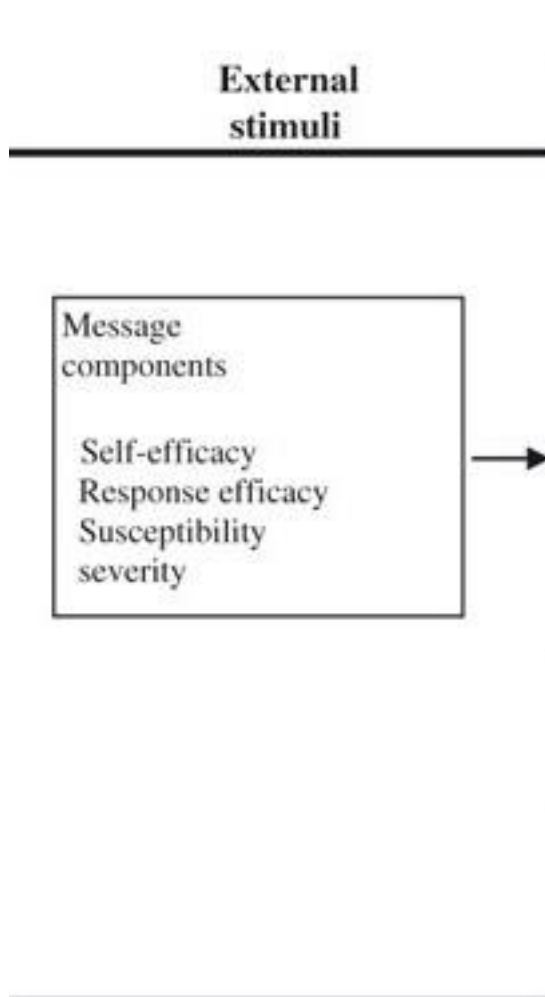 External
stimuli
Message
components
Self-efficacy
Response efficacy
Susceptibility
severity